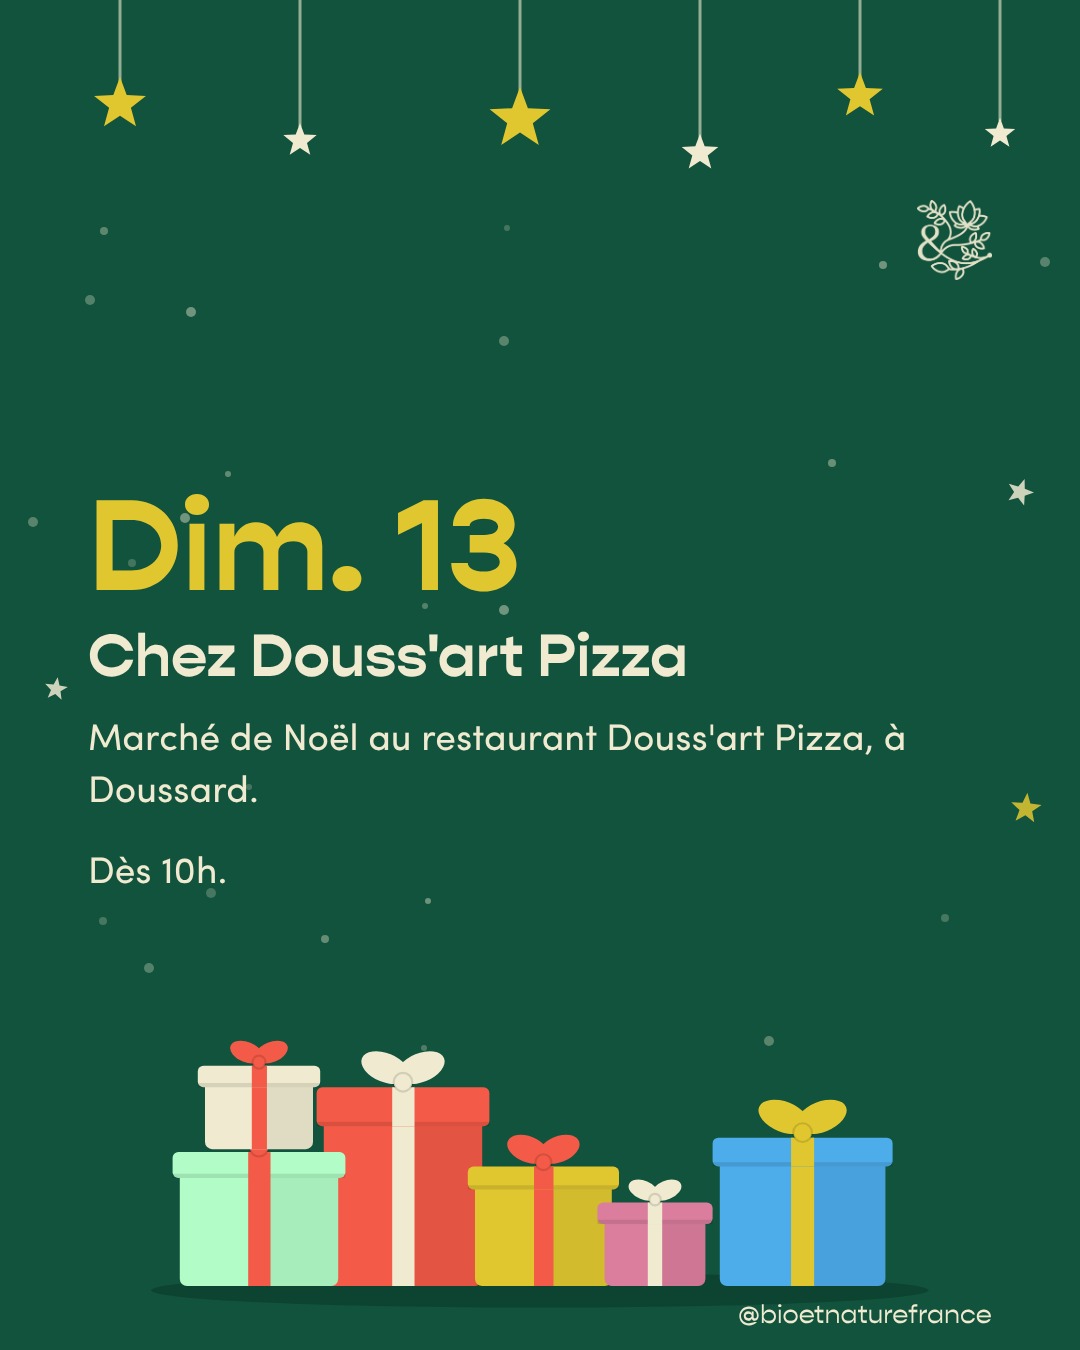 &
Dim. 13
Chez Douss'art Pizza
Marché de Noël au restaurant Douss'art Pizza, à
Doussard.
Dès 10h.
@bioetnaturefrance